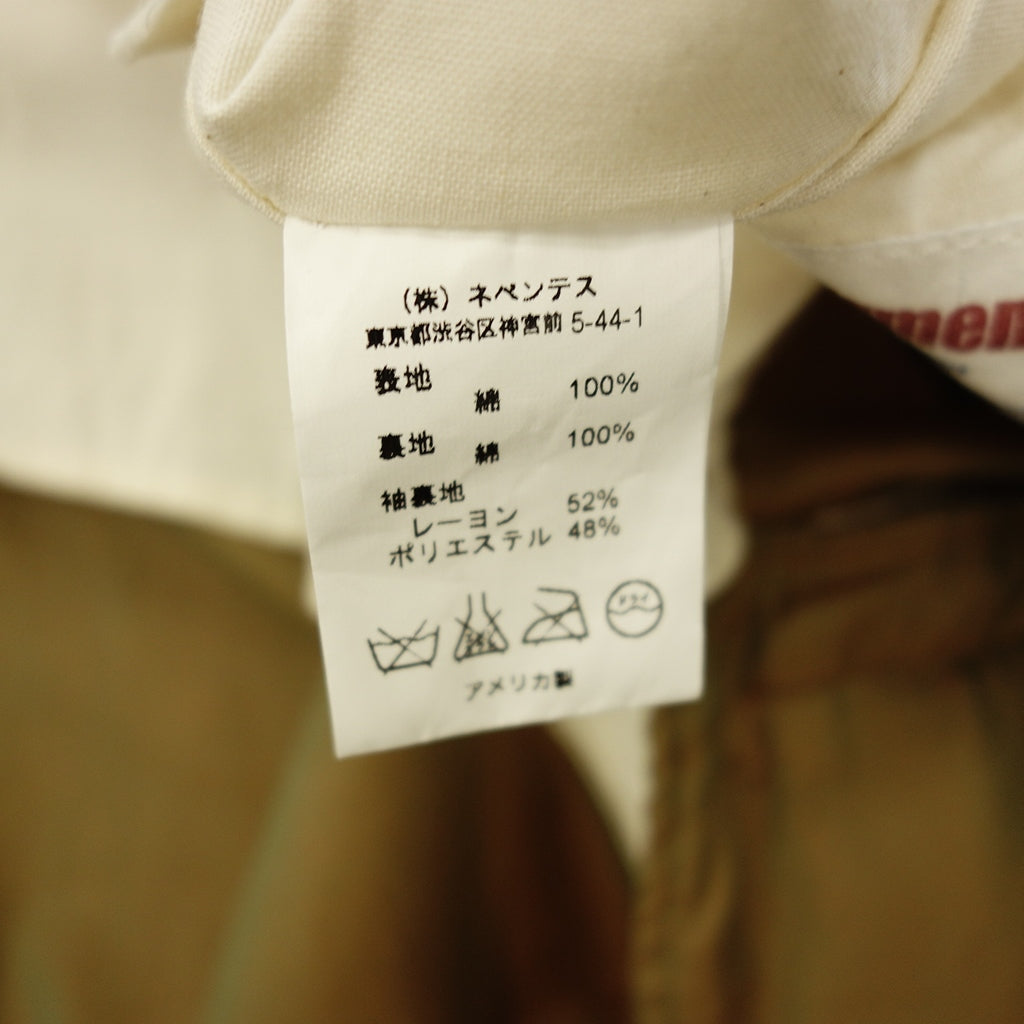 （株）ネペンテス
東京都渋谷区神宮前 5-44-1
表地
綿 100%
裏地
綿 100%
袖裏地
レーヨン 52%
ポリエステル 48%
ドライ
アメリカ製
men